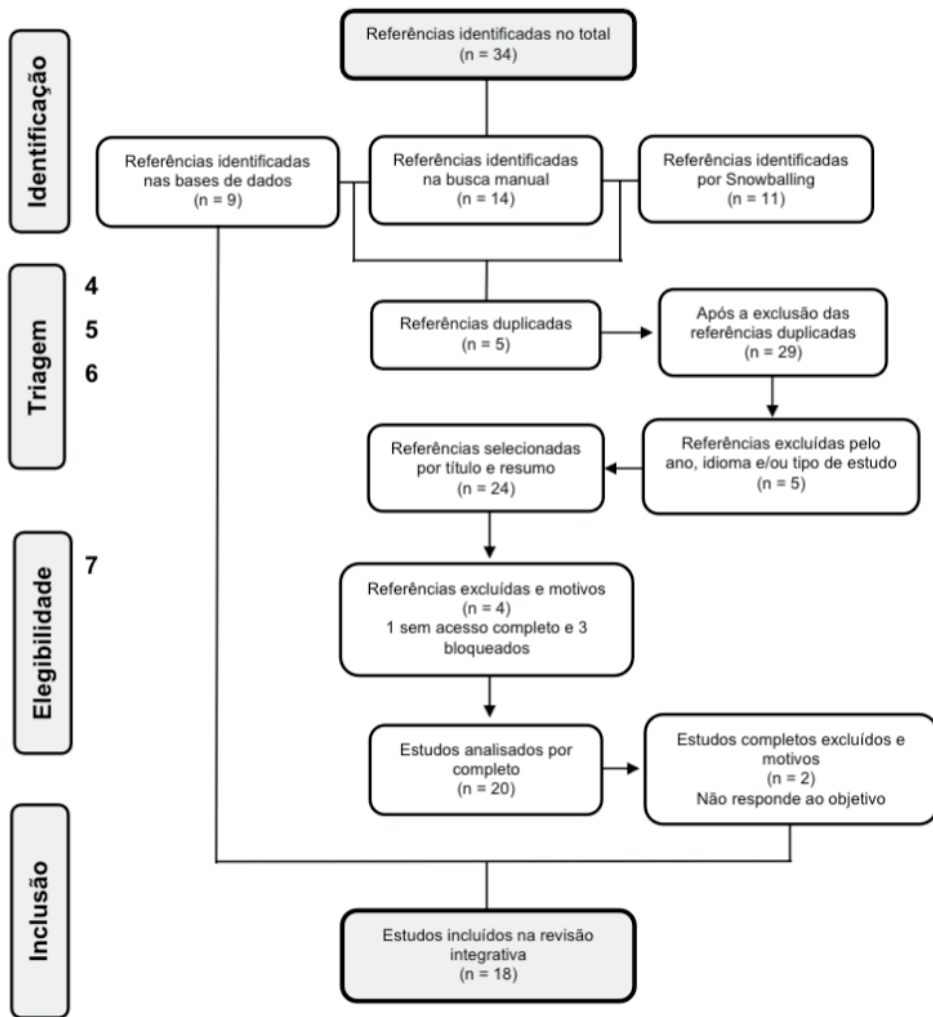 Identificação
Referências identificadas no total
(n = 34)
Referências identificadas
nas bases de dados
(n = 9)
Referências identificadas
na busca manual
(n = 14)
Referências identificadas
por Snowballing
(n = 11)
Triagem
4
5
6
Referências duplicadas
(n = 5)
Após a exclusão das
referências duplicadas
(n = 29)
Referências selecionadas
por título e resumo
(n = 24)
Referências excluídas pelo
ano, idioma e/ou tipo de estudo
(n = 5)
Elegibilidade
7
Referências excluídas e motivos
(n = 4)
1 sem acesso completo e 3
bloqueados
Estudos analisados por
completo
(n = 20)
Estudos completos excluídos e
motivos
(n = 2)
Não responde ao objetivo
Inclusão
Estudos incluídos na revisão
integrativa
(n = 18)